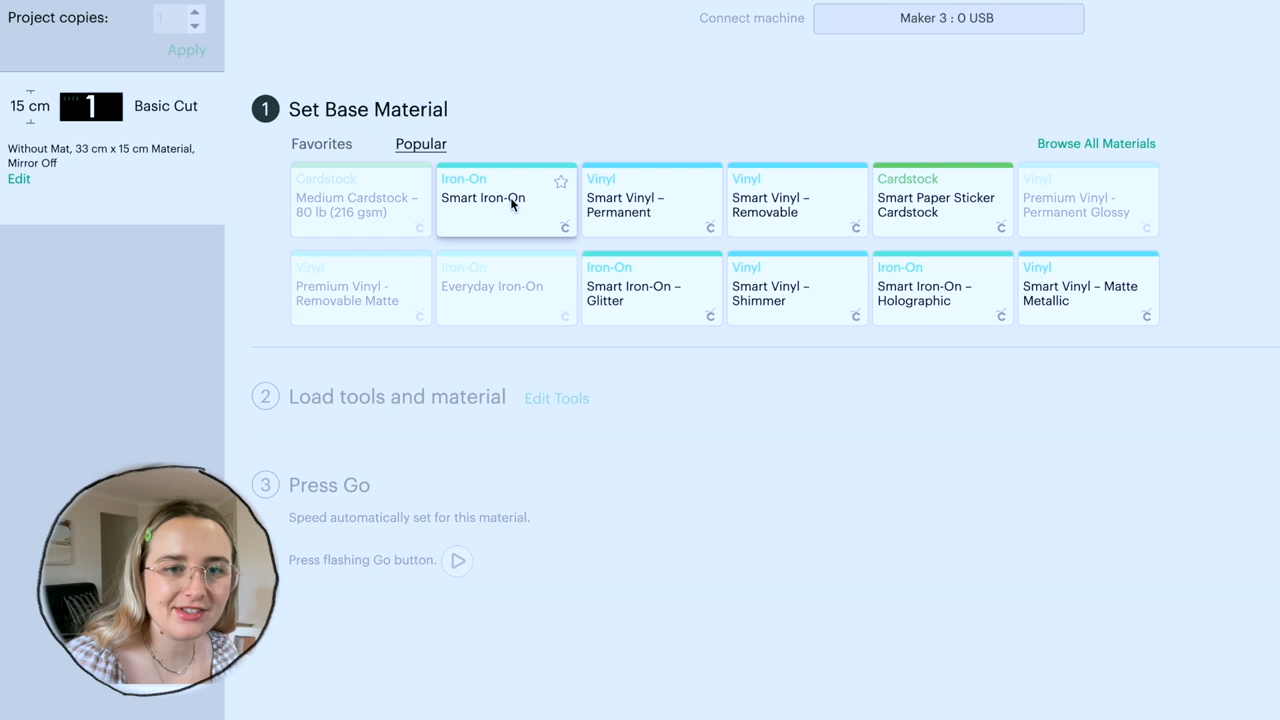 Project copies:
1
Apply
Connect machine
Maker 3 : 0 USB
15 cm
1
Basic Cut
Without Mat, 33 cm x 15 cm Material,
Mirror Off
Edit
1
Set Base Material
Favorites
Popular
Browse All Materials
Cardstock
Medium Cardstock –
80 lb (216 gsm)
Iron-On
Smart Iron-On
Vinyl
Smart Vinyl –
Permanent
Vinyl
Smart Vinyl –
Removable
Cardstock
Smart Paper Sticker
Cardstock
Vinyl
Premium Vinyl -
Permanent Glossy
Vinyl
Premium Vinyl -
Removable Matte
Iron-On
Everyday Iron-On
Iron-On
Smart Iron-On –
Glitter
Vinyl
Smart Vinyl –
Shimmer
Iron-On
Smart Iron-On –
Holographic
Vinyl
Smart Vinyl – Matte
Metallic
2
Load tools and material
Edit Tools
3
Press Go
Speed automatically set for this material.
Press flashing Go button.